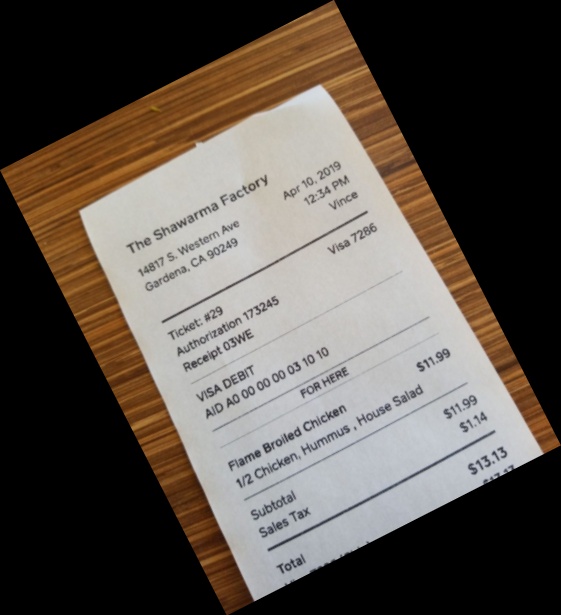 The Shawarma Factory
14817 S. Western Ave
Gardena, CA 90249
Apr 10, 2019
12:34 PM
Vince
Visa 7286
Ticket: #29
Authorization 173245
Receipt 03WE
VISA DEBIT
AID A0 00 00 00 03 10 10
FOR HERE
Flame Broiled Chicken $11.99
1/2 Chicken, Hummus , House Salad
Subtotal $11.99
Sales Tax $1.14
Total $13.13